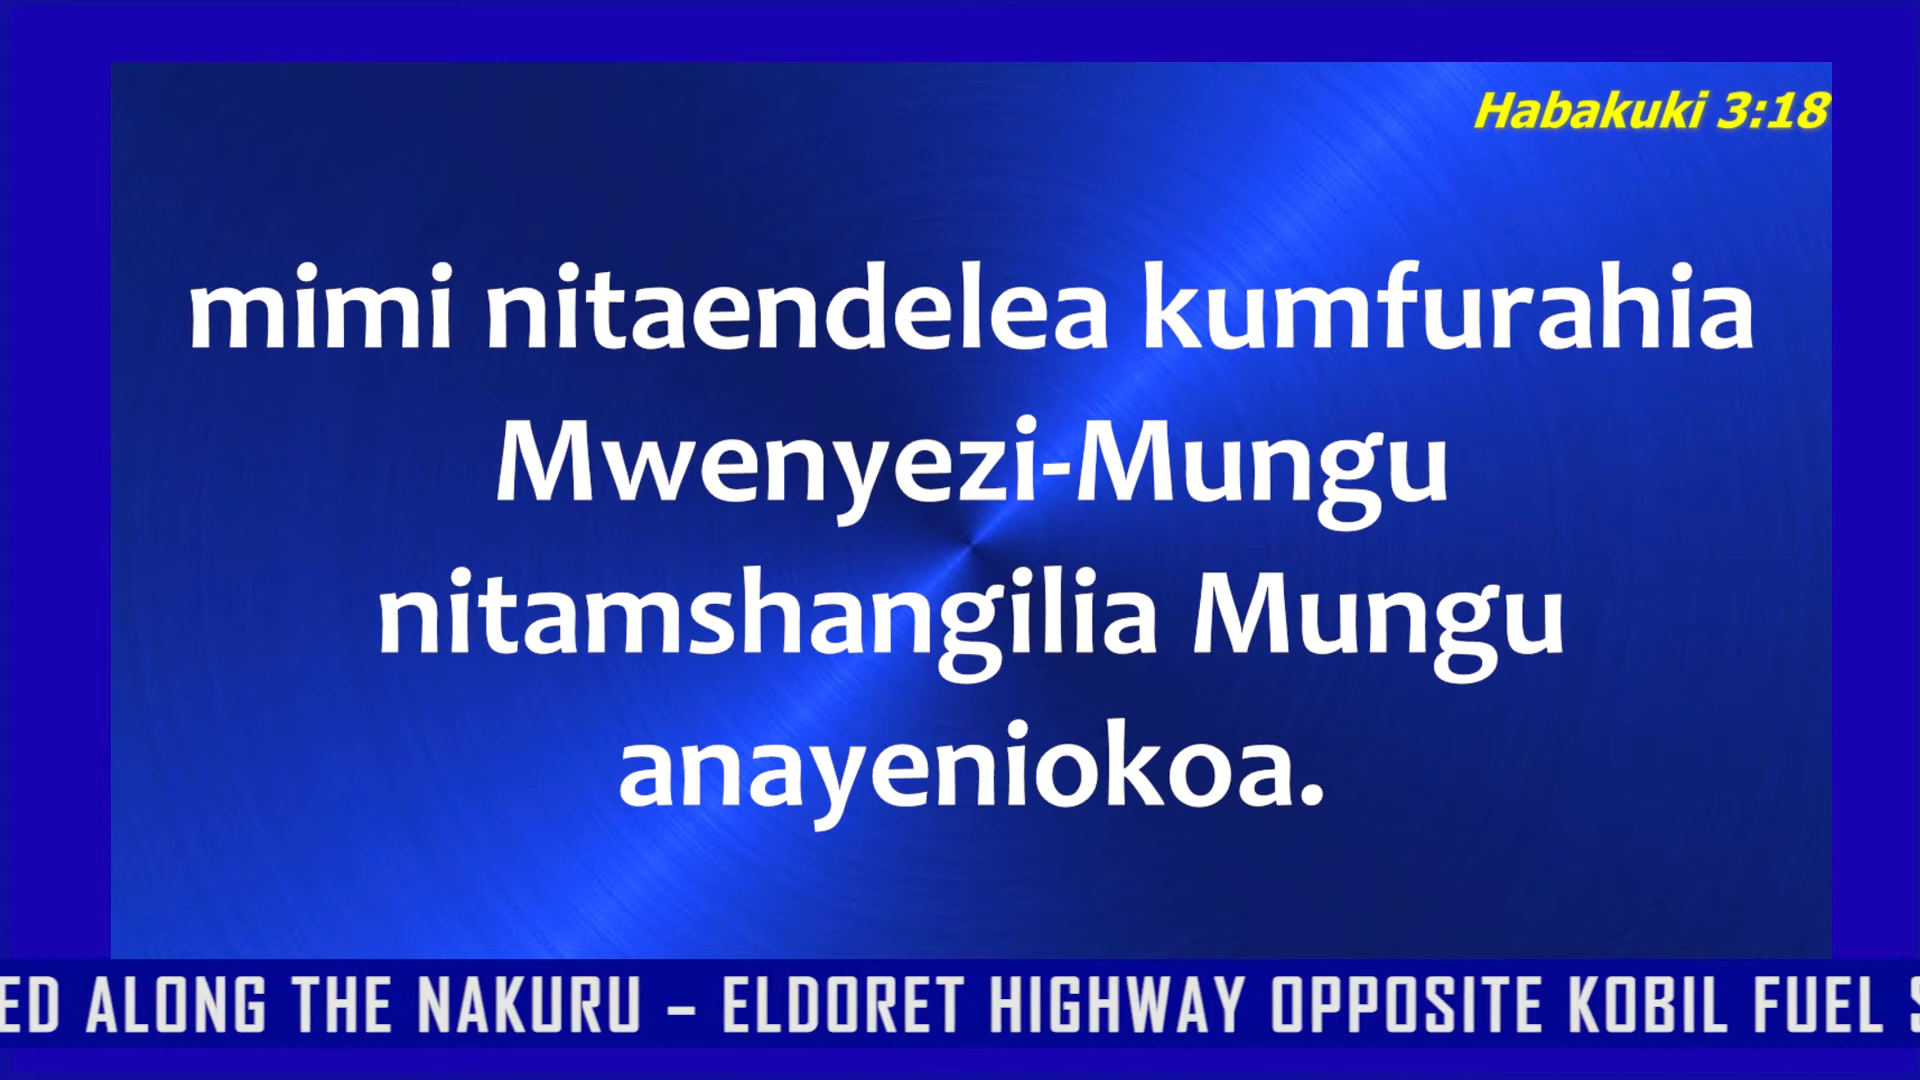 Habakuki 3:18
mimi nitaendelea kumfurahia
Mwenyezi-Mungu
nitamshangilia Mungu
anayeniokoa.
ALONG THE NAKURU – ELDORET HIGHWAY OPPOSITE KOBIL FUEL